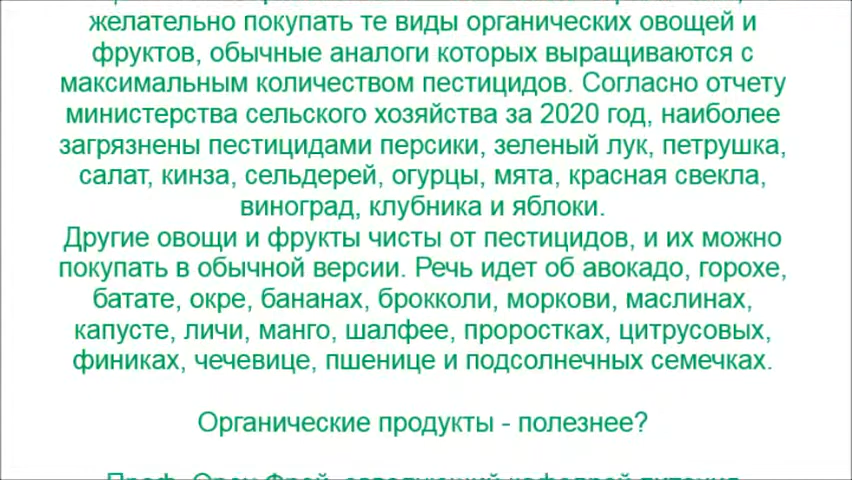 желательно покупать те виды органических овощей и
фруктов, обычные аналоги которых выращиваются с
максимальным количеством пестицидов. Согласно отчету
министерства сельского хозяйства за 2020 год, наиболее
загрязнены пестицидами персики, зеленый лук, петрушка,
салат, кинза, сельдерей, огурцы, мята, красная свекла,
виноград, клубника и яблоки.
Другие овощи и фрукты чисты от пестицидов, и их можно
покупать в обычной версии. Речь идет об авокадо, горохе,
батате, окре, бананах, брокколи, моркови, маслинах,
капусте, личи, манго, шалфее, проростках, цитрусовых,
финиках, чечевице, пшенице и подсолнечных семечках.
Органические продукты - полезнее?